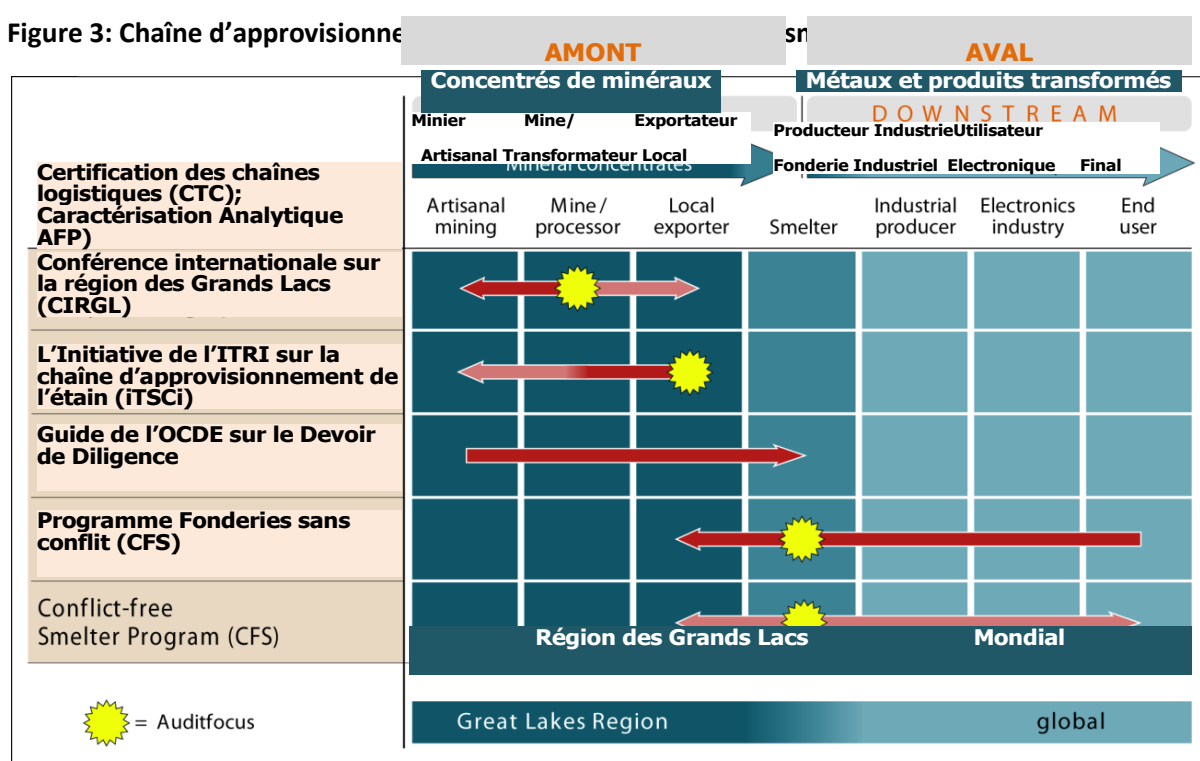 Figure 3: Chaîne d’approvisionne
AMONT
AVAL
Concentrés de minéraux
Métaux et produits transformés
DOWNSTREAM
Minier Mine/ Exportateur
Producteur IndustrieUtilisateur
Artisanal Transformateur Local
Fonderie Industriel Electronique Final
Mineral concentrates
Artisanal mining
Mine/ processor
Local exporter
Smelter
Industrial producer
Electronics industry
End user
Certification des chaînes
logistiques (CTC);
Caractérisation Analytique
AFP)
Conférence internationale sur
la région des Grands Lacs
(CIRGL)
L’Initiative de l’ITRI sur la
chaîne d’approvisionnement de
l’étain (iTSCi)
Guide de l’OCDE sur le Devoir
de Diligence
Programme Fonderies sans
conflit (CFS)
Conflict-free
Smelter Program (CFS)
Région des Grands Lacs Mondial
= Auditfocus
Great Lakes Region global